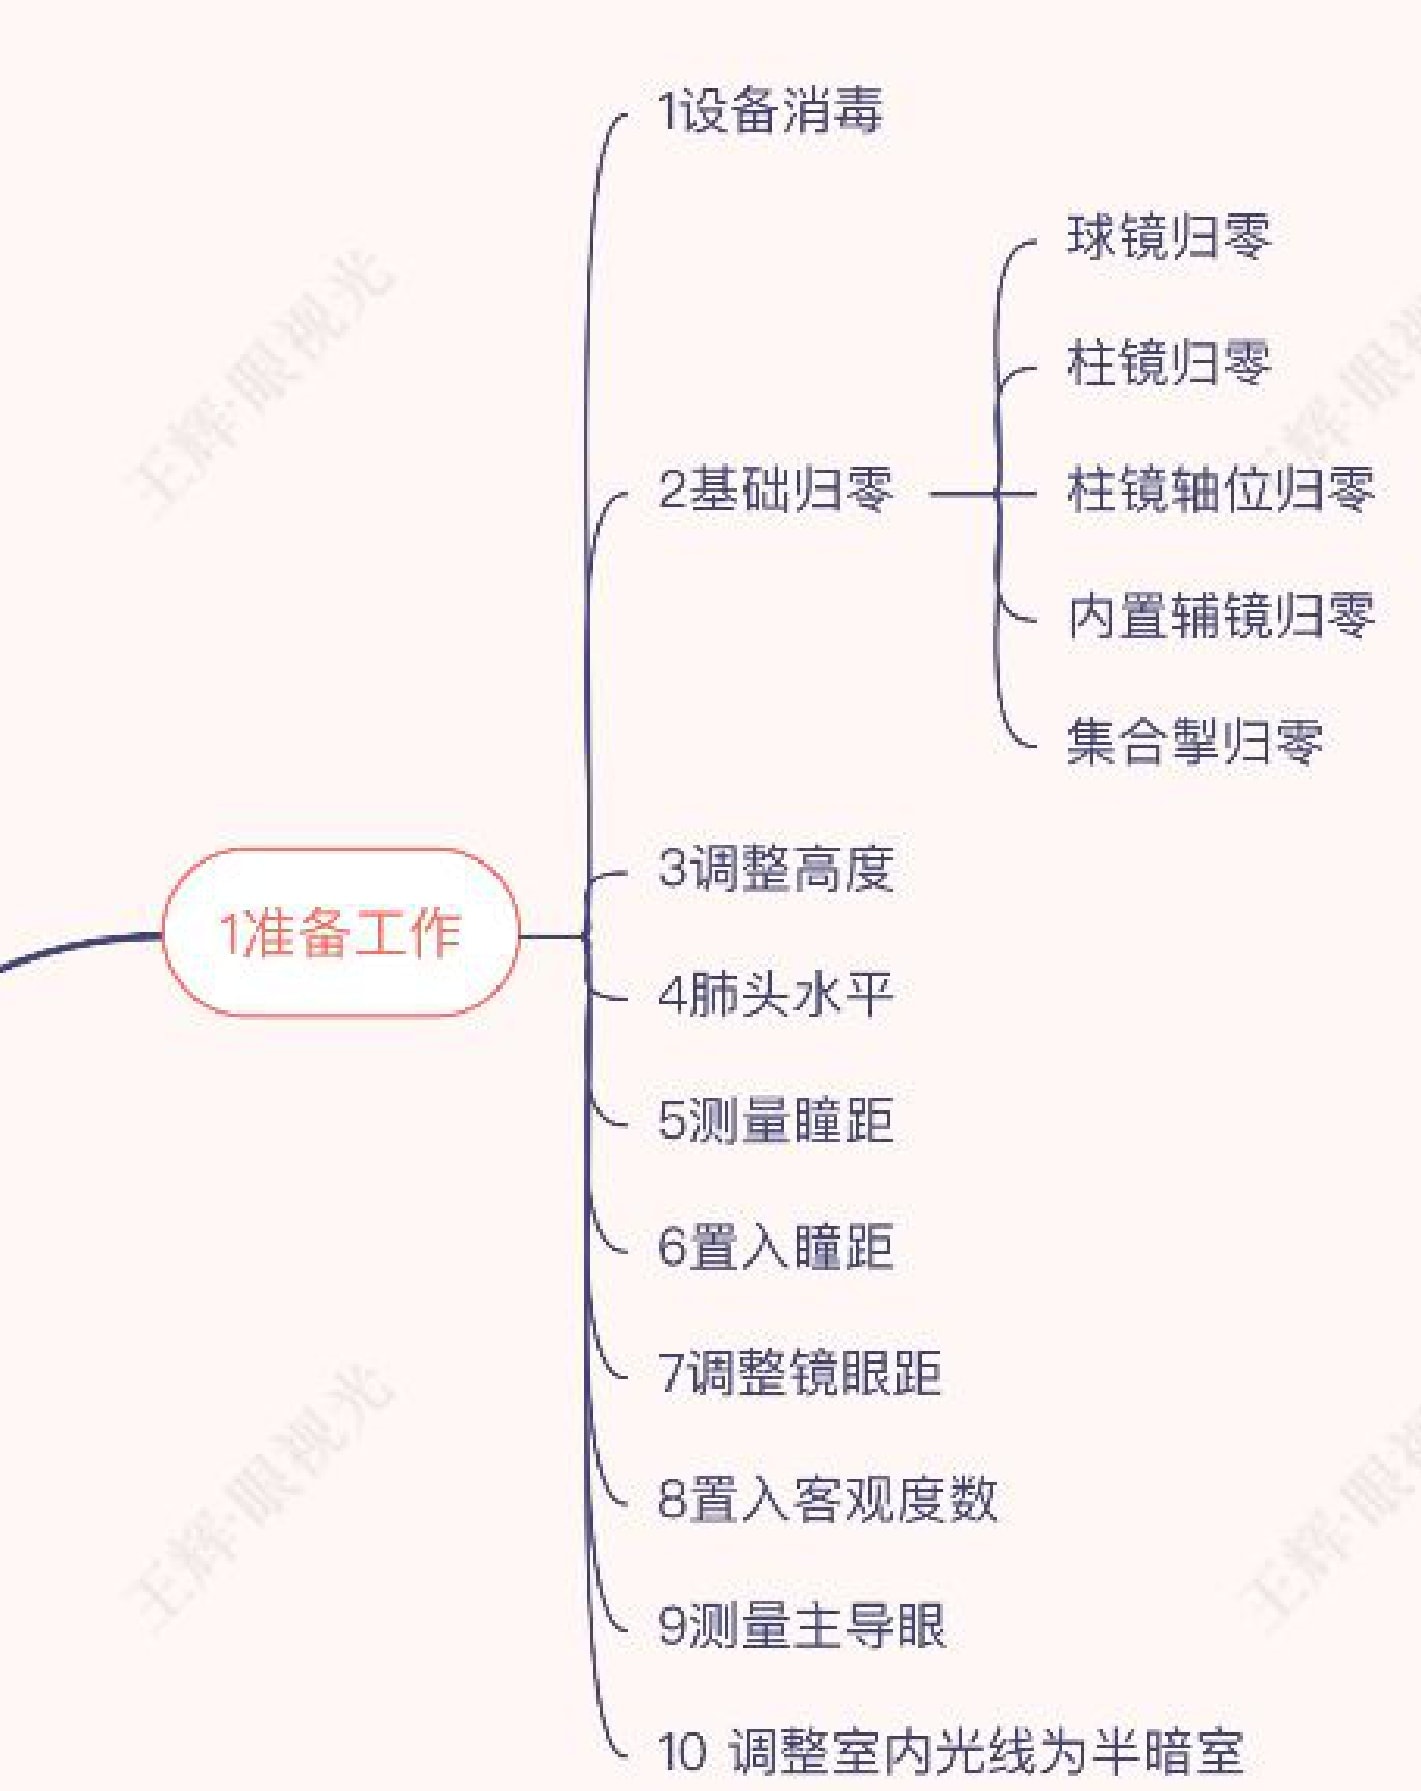 1设备消毒
球镜归零
柱镜归零
2基础归零
柱镜轴位归零
内置辅镜归零
集合掣归零
3调整高度
1准备工作
4肺头水平
5测量瞳距
6置入瞳距
7调整镜眼距
8置入客观度数
9测量主导眼
10 调整室内光线为半暗室
王辉·眼视光
王辉·眼视
王辉·眼视光
王辉·眼视